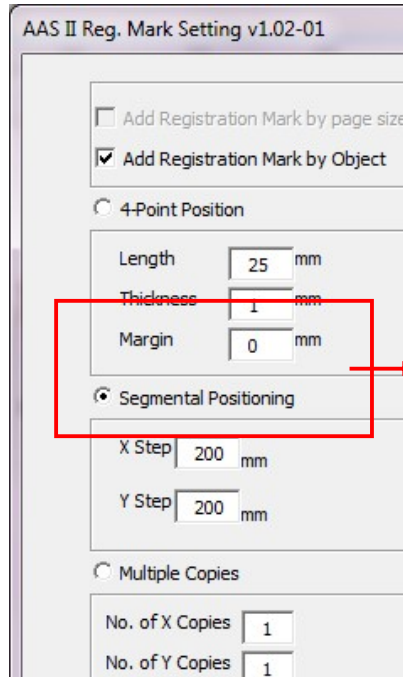 AAS II Reg. Mark Setting v1.02-01
Add Registration Mark by page size
Add Registration Mark by Object
4-Point Position
Length 25 mm
Thickness 1 mm
Margin 0 mm
Segmental Positioning
X Step 200 mm
Y Step 200 mm
Multiple Copies
No. of X Copies 1
No. of Y Copies 1